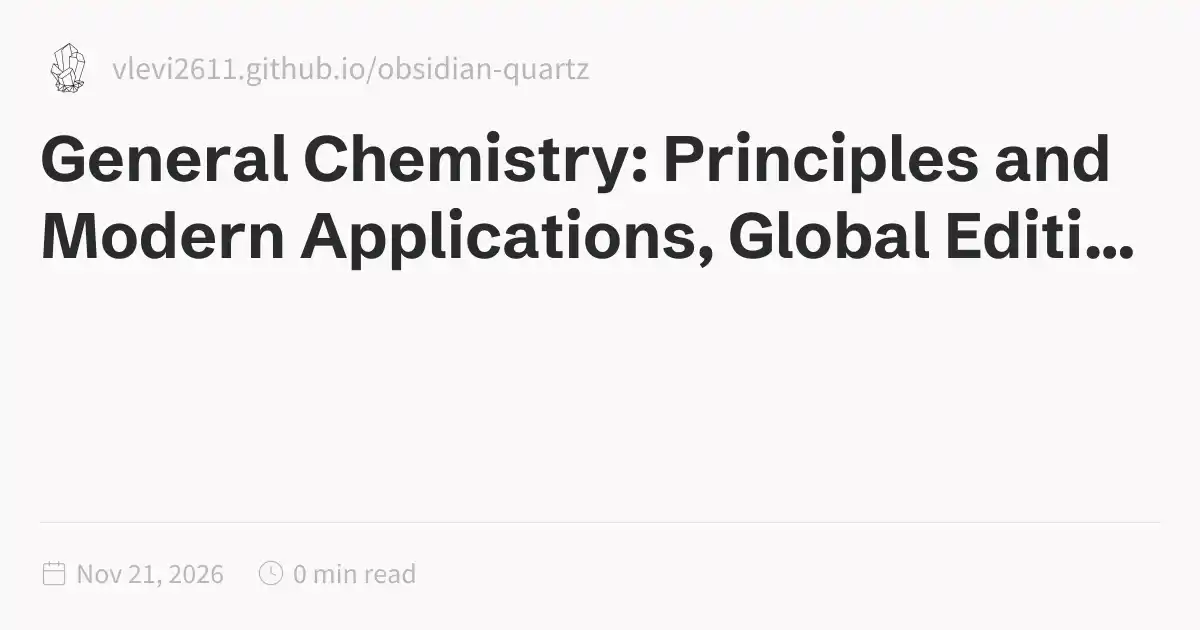 vlevi2611.github.io/obsidian-quartz
General Chemistry: Principles and
Modern Applications, Global Editi...
Nov 21, 2026 0 min read